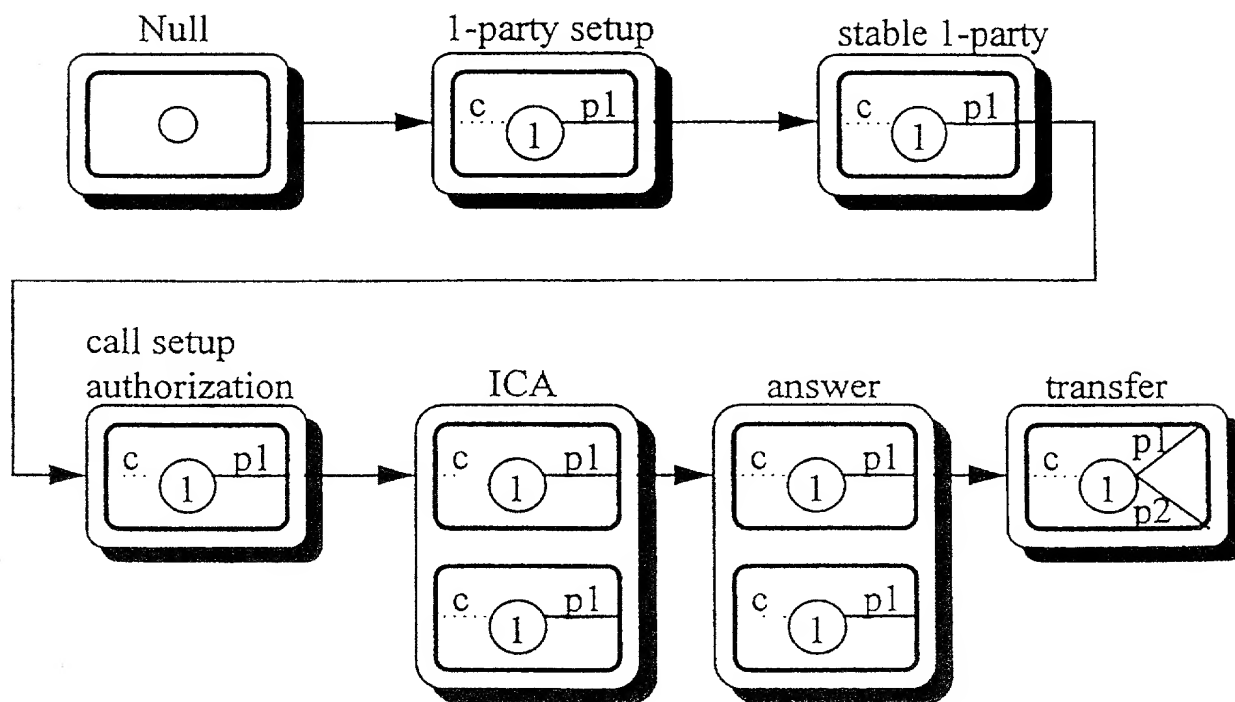 Null
1-party setup
stable 1-party
c 1 p1
c 1 p1
call setup
authorization
ICA
answer
transfer
c 1 p1
c 1 p1
c 1 p1
c 1 p1 p2
c 1 p1
c 1 p1